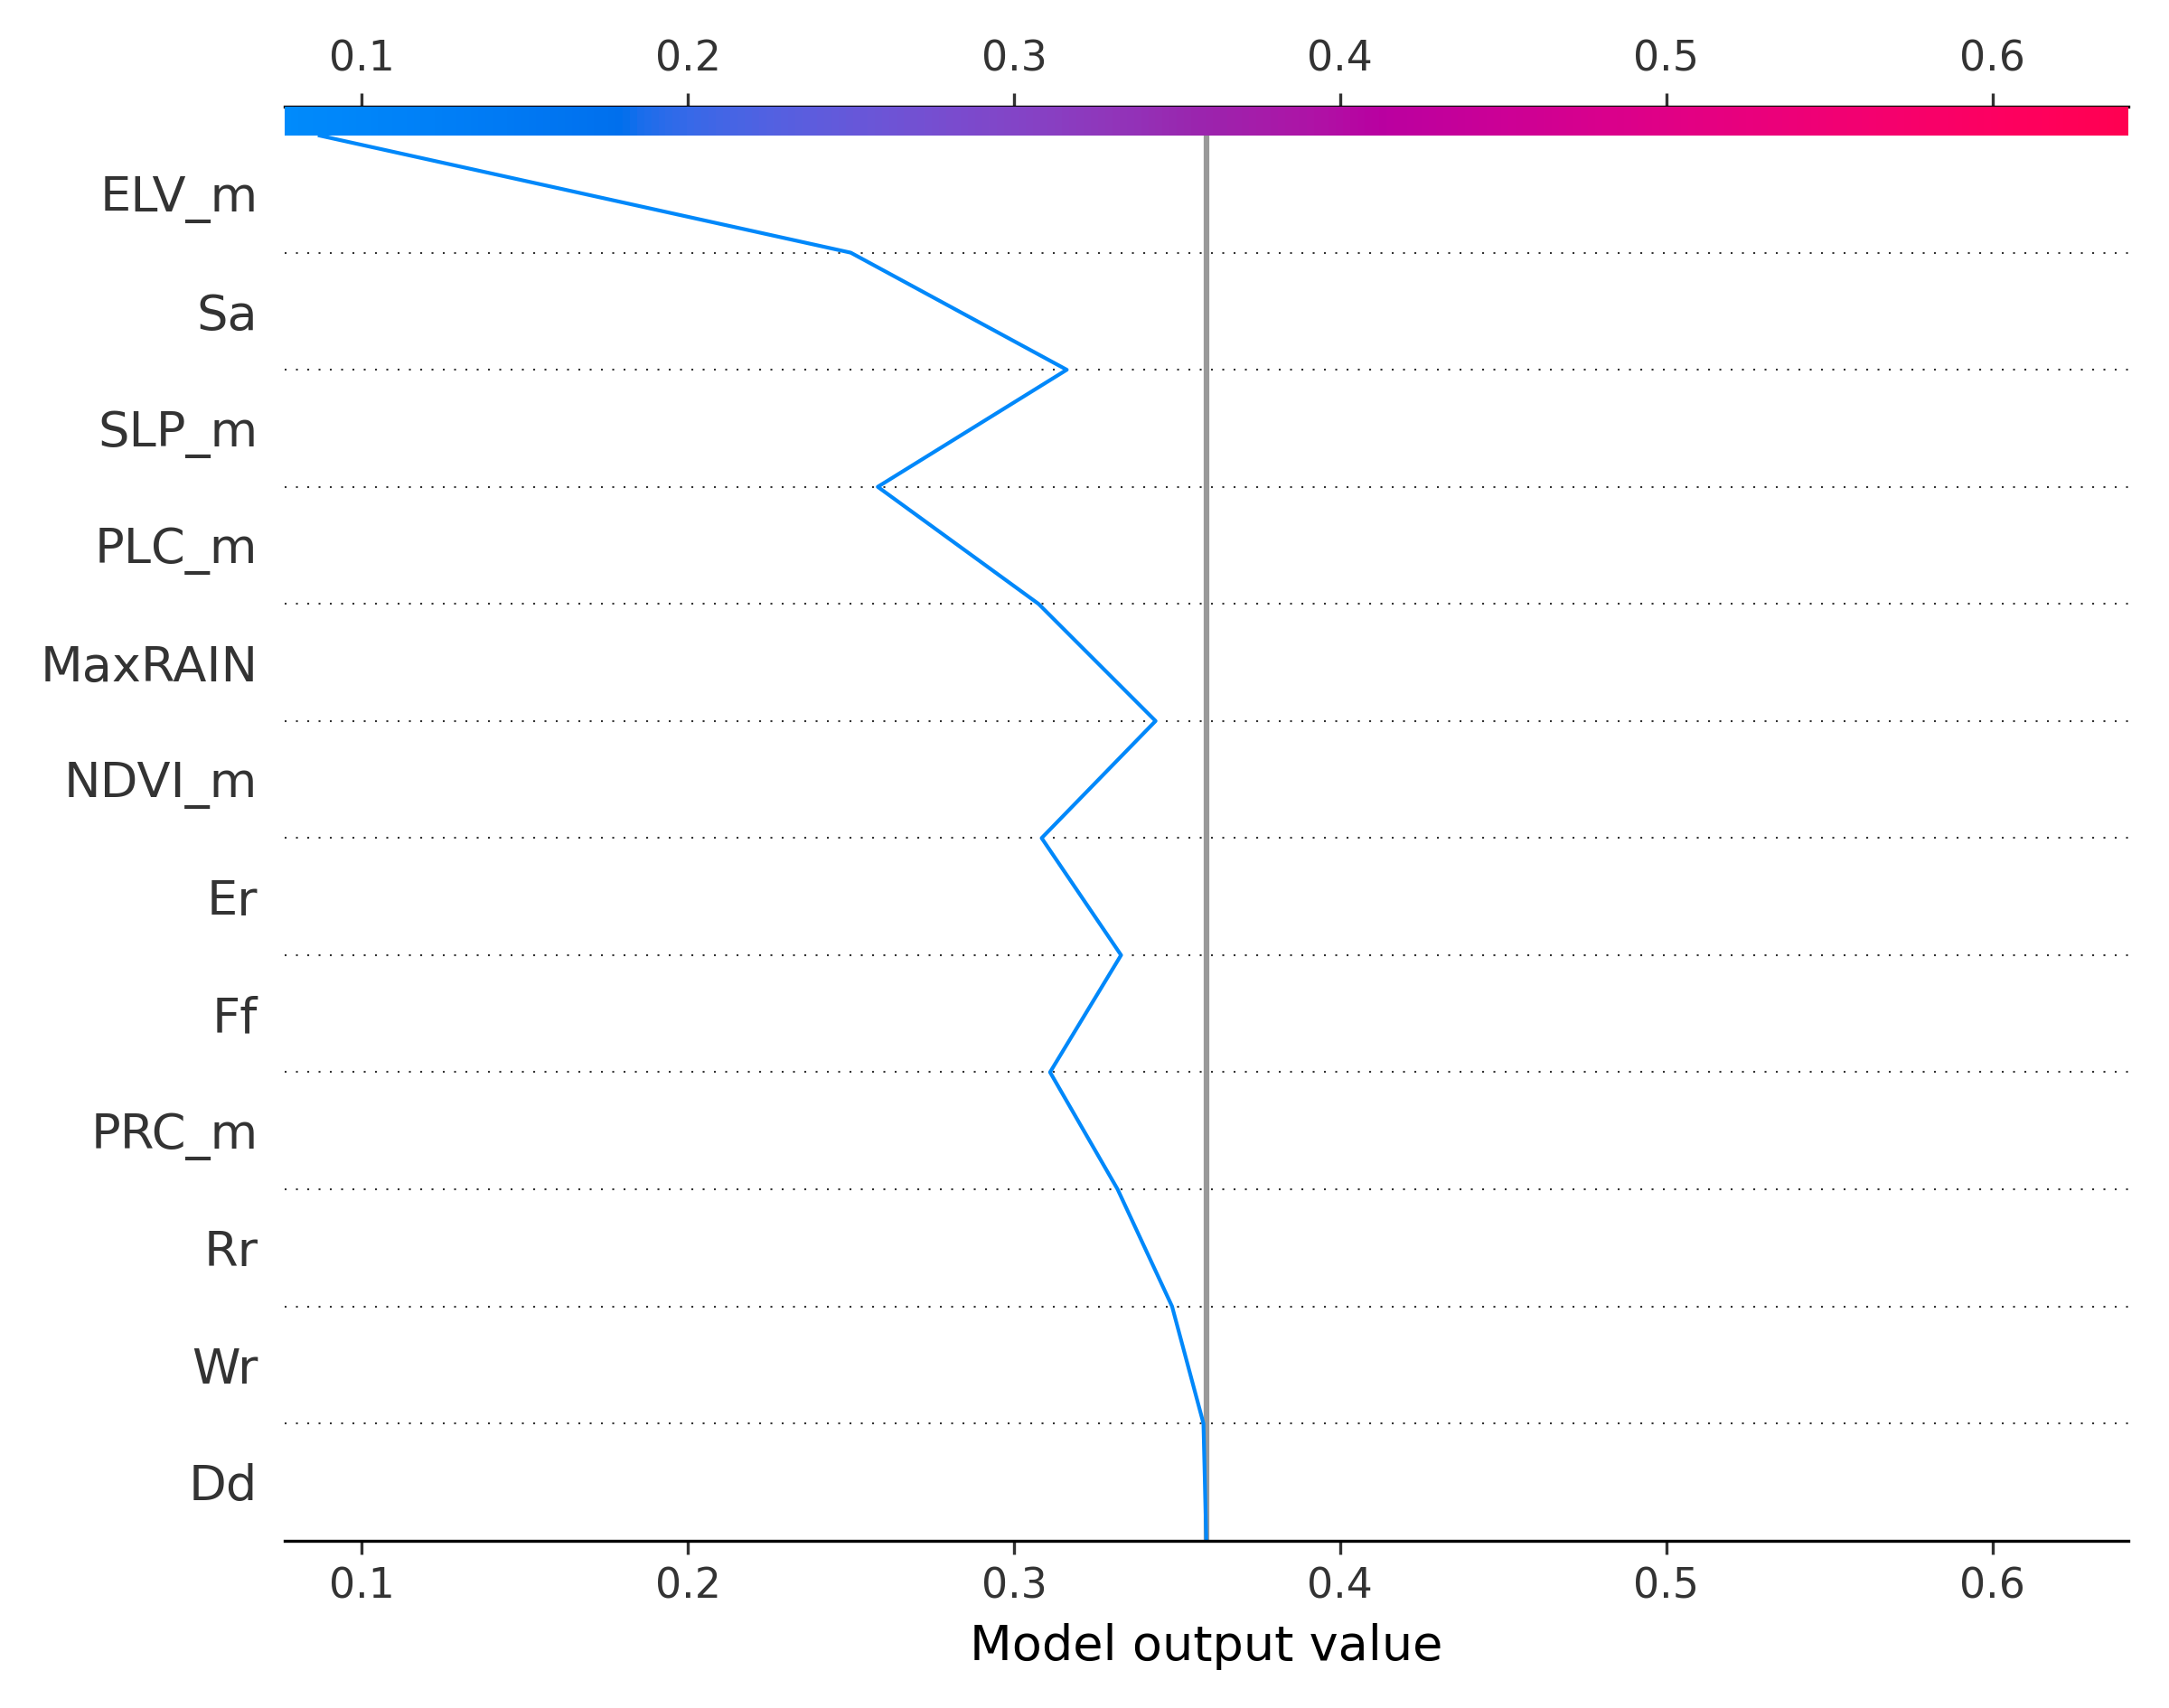 0.1 0.2 0.3 0.4 0.5 0.6
ELV_m
Sa
SLP_m
PLC_m
MaxRAIN
NDVI_m
Er
Ff
PRC_m
Rr
Wr
Dd
0.1 0.2 0.3 0.4 0.5 0.6
Model output value